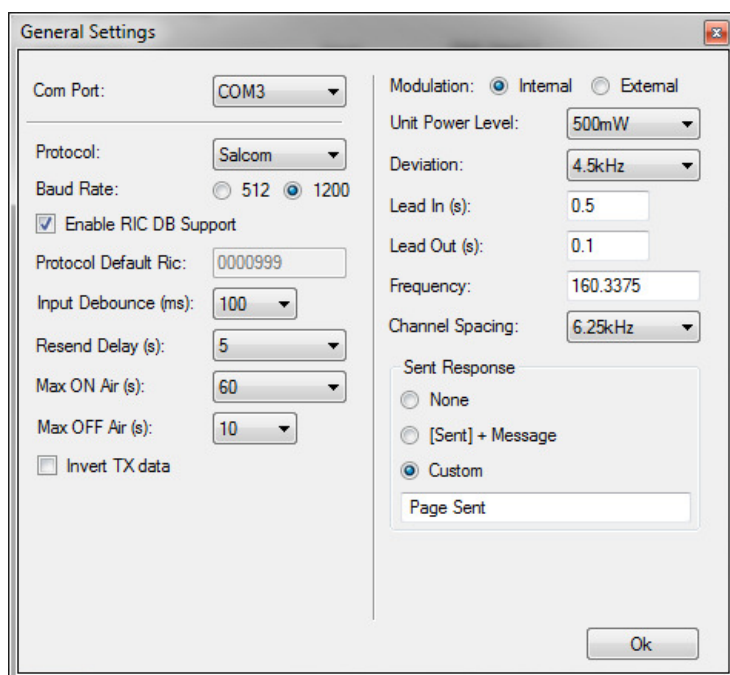 General Settings
Com Port: COM3
Protocol: Salcom
Baud Rate: 512 1200
Enable RIC DB Support
Protocol Default Ric: 0000999
Input Debounce (ms): 100
Resend Delay (s): 5
Max ON Air (s): 60
Max OFF Air (s): 10
Invert TX data
Modulation: Internal External
Unit Power Level: 500mW
Deviation: 4.5kHz
Lead In (s): 0.5
Lead Out (s): 0.1
Frequency: 160.3375
Channel Spacing: 6.25kHz
Sent Response
None
[Sent] + Message
Custom
Page Sent
Ok